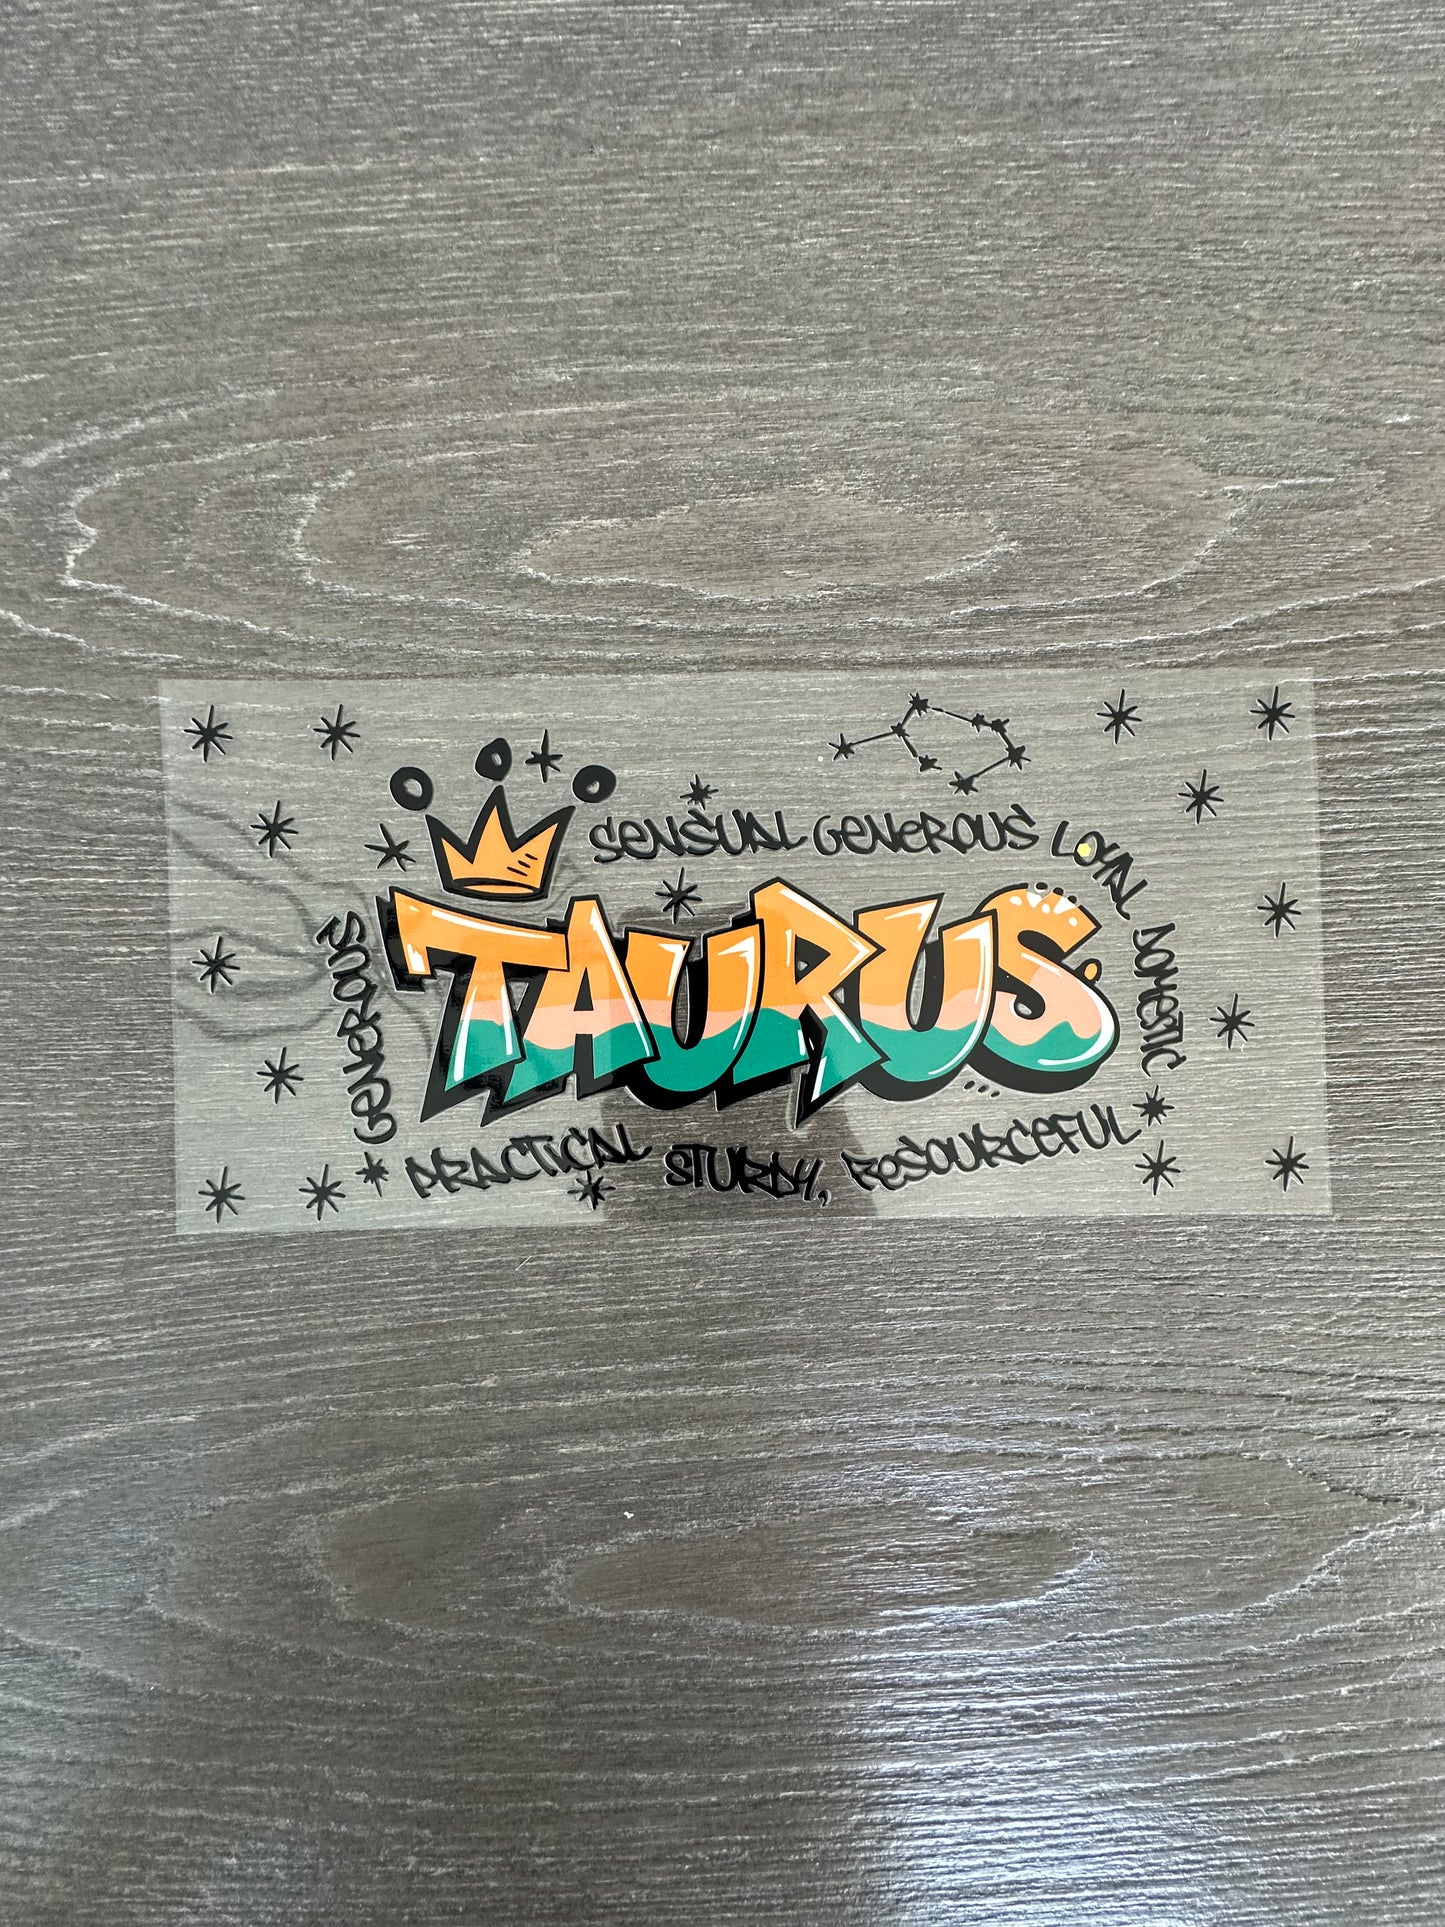 SENSUAL GENEROUS LOYAL DOMESTIC
GENEROUS
TAURUS
PRACTICAL STURDY, RESOURCEFUL